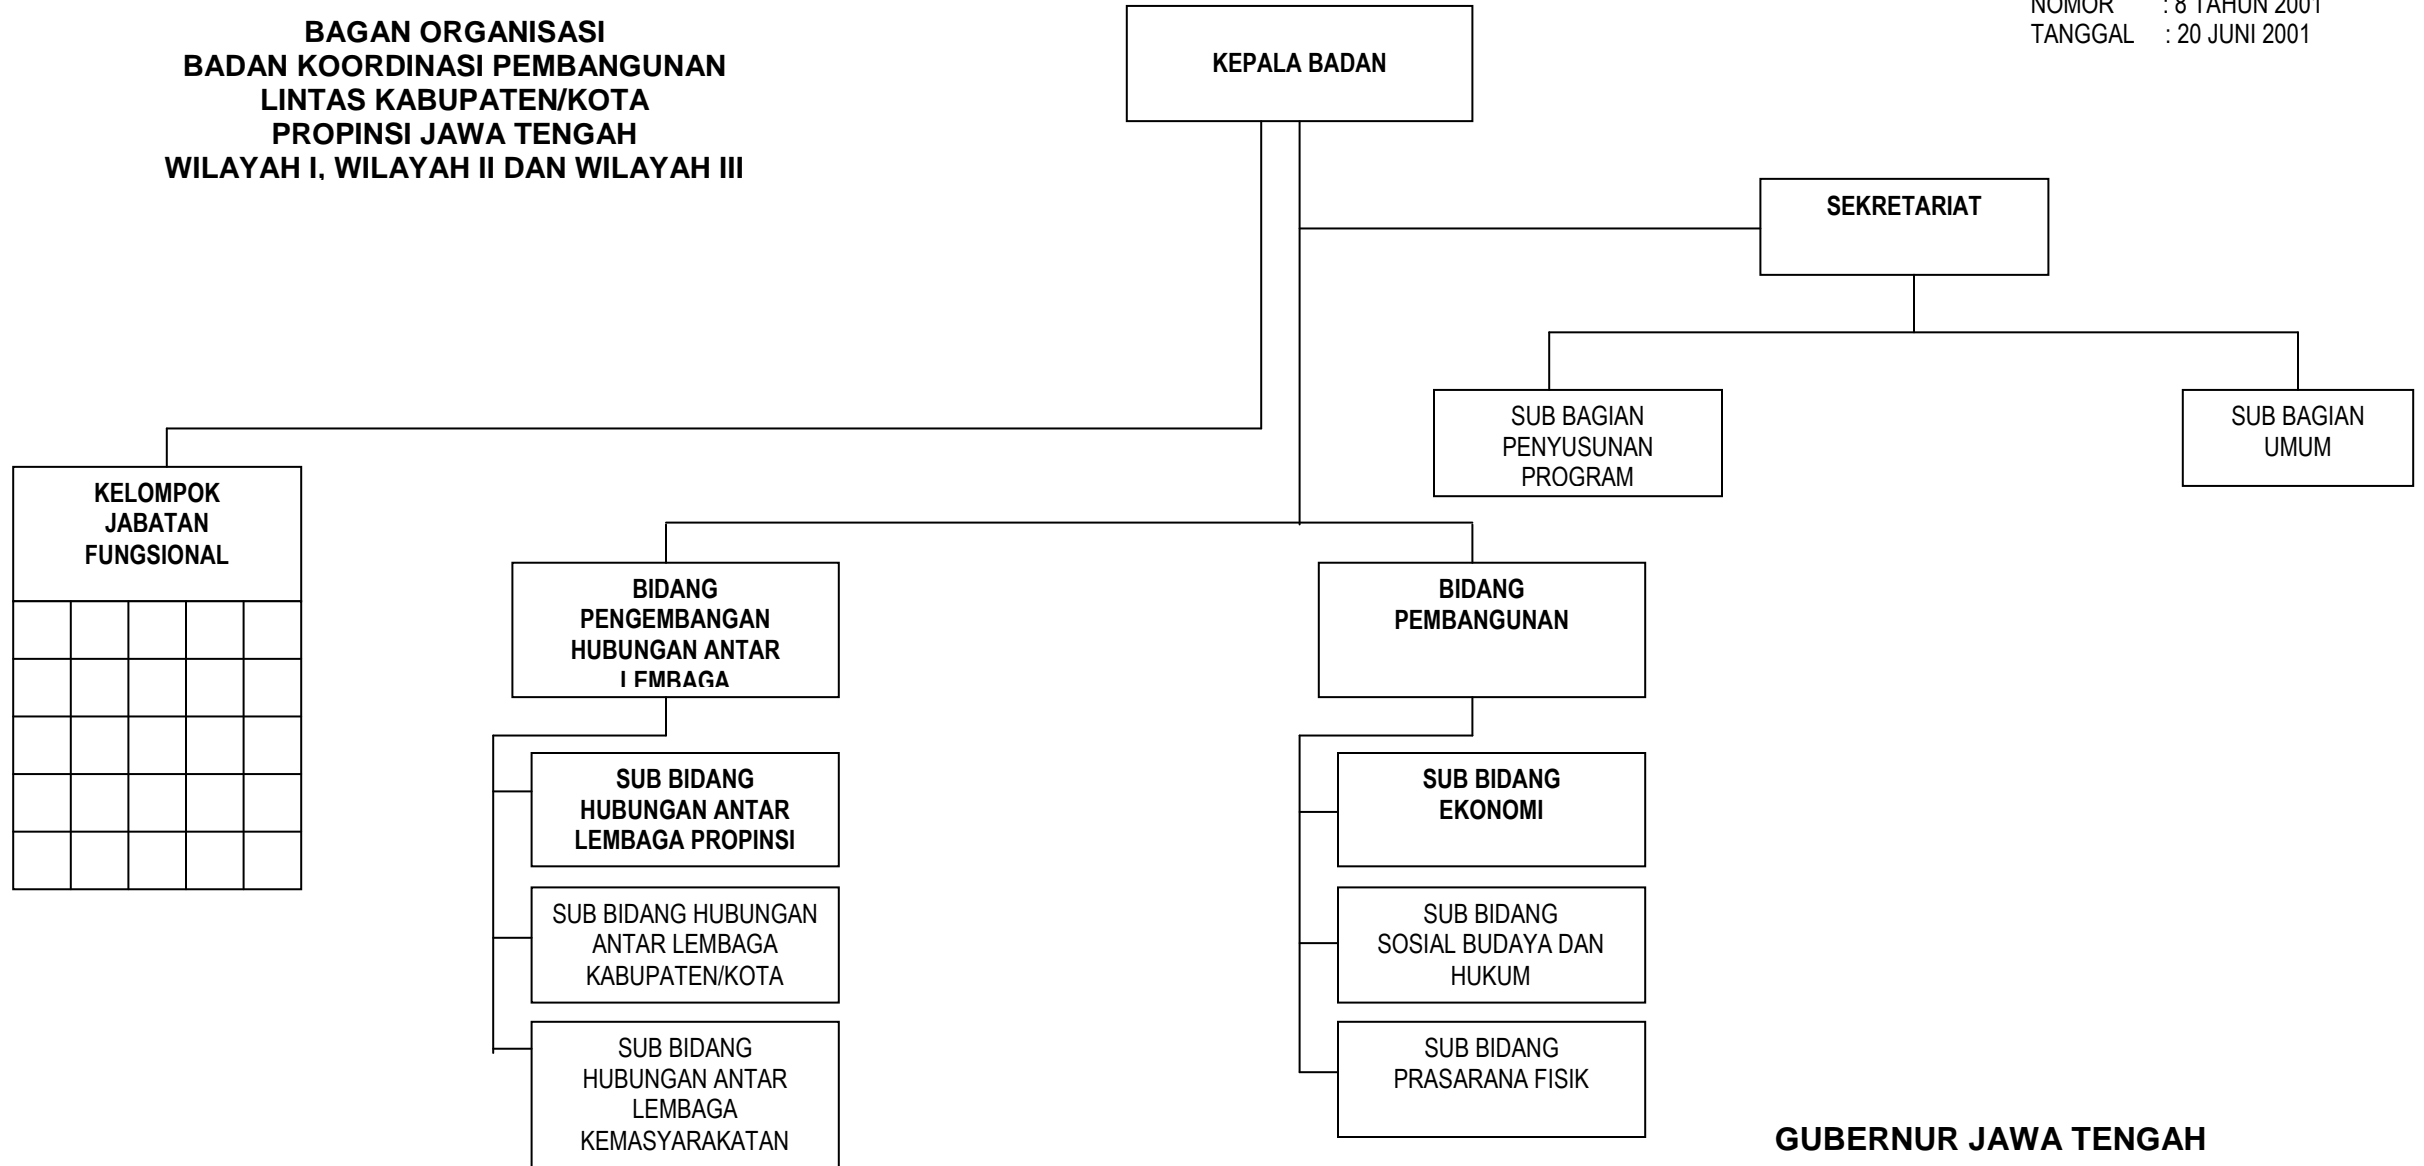 BAGAN ORGANISASI
BADAN KOORDINASI PEMBANGUNAN
LINTAS KABUPATEN/KOTA
PROPINSI JAWA TENGAH
WILAYAH I, WILAYAH II DAN WILAYAH III
NOMOR : 8 TAHUN 2001
TANGGAL : 20 JUNI 2001
KEPALA BADAN
SEKRETARIAT
SUB BAGIAN
PENYUSUNAN
PROGRAM
SUB BAGIAN
UMUM
KELOMPOK
JABATAN
FUNGSIONAL
BIDANG
PENGEMBANGAN
HUBUNGAN ANTAR
LEMBAGA
BIDANG
PEMBANGUNAN
SUB BIDANG
HUBUNGAN ANTAR
LEMBAGA PROPINSI
SUB BIDANG HUBUNGAN
ANTAR LEMBAGA
KABUPATEN/KOTA
SUB BIDANG
HUBUNGAN ANTAR
LEMBAGA
KEMASYARAKATAN
SUB BIDANG
EKONOMI
SUB BIDANG
SOSIAL BUDAYA DAN
HUKUM
SUB BIDANG
PRASARANA FISIK
GUBERNUR JAWA TENGAH